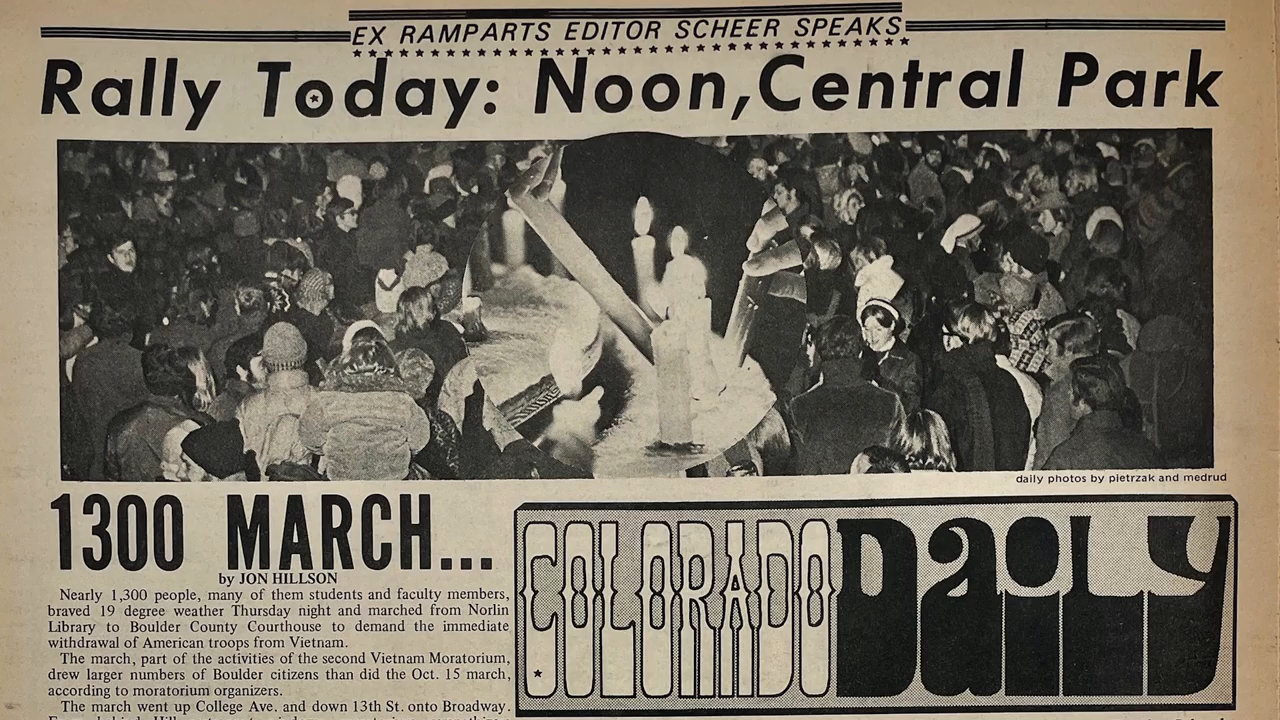 EX RAMPARTS EDITOR SCHEER SPEAKS
Rally Today: Noon, Central Park
daily photos by pietrzak and medrud
1300 MARCH...
by JON HILLSON
Nearly 1,300 people, many of them students and faculty members,
braved 19 degree weather Thursday night and marched from Norlin
Library to Boulder County Courthouse to demand the immediate
withdrawal of American troops from Vietnam.
The march, part of the activities of the second Vietnam Moratorium,
drew larger numbers of Boulder citizens than did the Oct. 15 march,
according to moratorium organizers.
The march went up College Ave. and down 13th St. onto Broadway.
COLORADO Daily